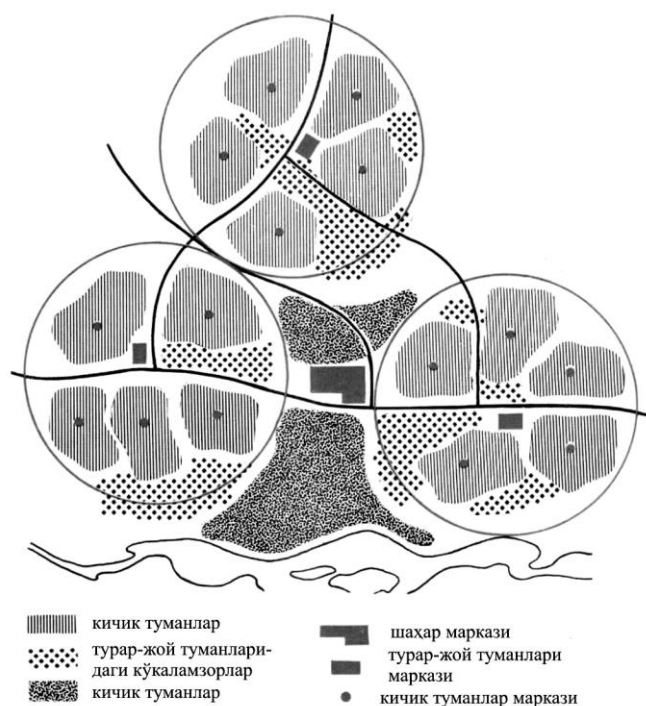 кичик туманлар
турар-жой туманлари-
даги кўкаламзорлар
кичик туманлар
шаҳар маркази
турар-жой туманлари
маркази
кичик туманлар маркази